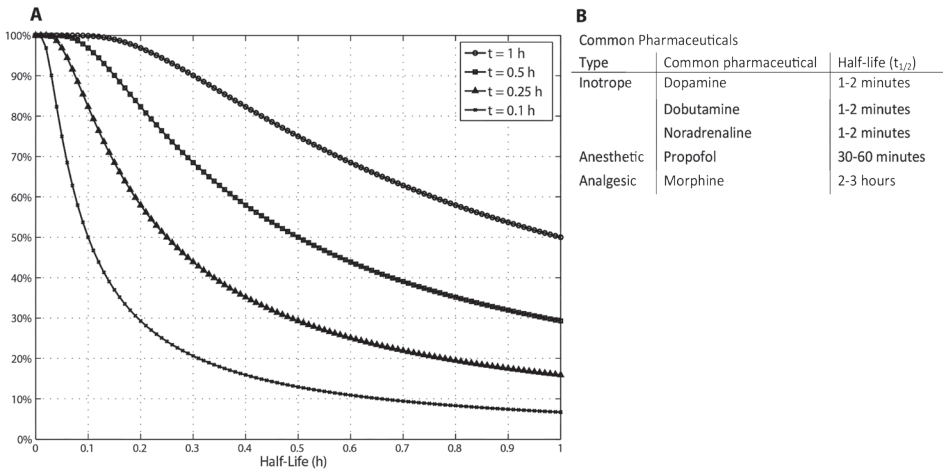 A
100%
90%
80%
70%
60%
50%
40%
30%
20%
10%
0%
0 0.1 0.2 0.3 0.4 0.5 0.6 0.7 0.8 0.9 1
Half-Life (h)
t = 1 h
t = 0.5 h
t = 0.25 h
t = 0.1 h
B
Common Pharmaceuticals
Type Common pharmaceutical Half-life (t1/2)
Inotrope Dopamine 1-2 minutes
Dobutamine 1-2 minutes
Noradrenaline 1-2 minutes
Anesthetic Propofol 30-60 minutes
Analgesic Morphine 2-3 hours